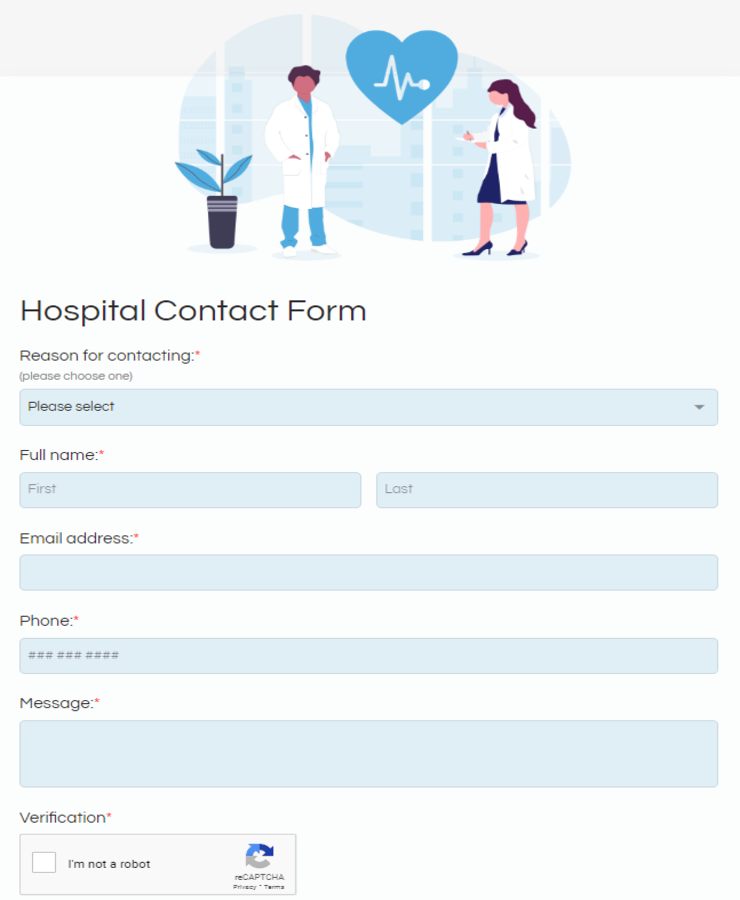 Hospital Contact Form
Reason for contacting:*
(please choose one)
Please select
Full name:*
First Last
Email address:*
Phone:*
### ### ####
Message:*
Verification*
I'm not a robot
reCAPTCHA
Privacy - Terms